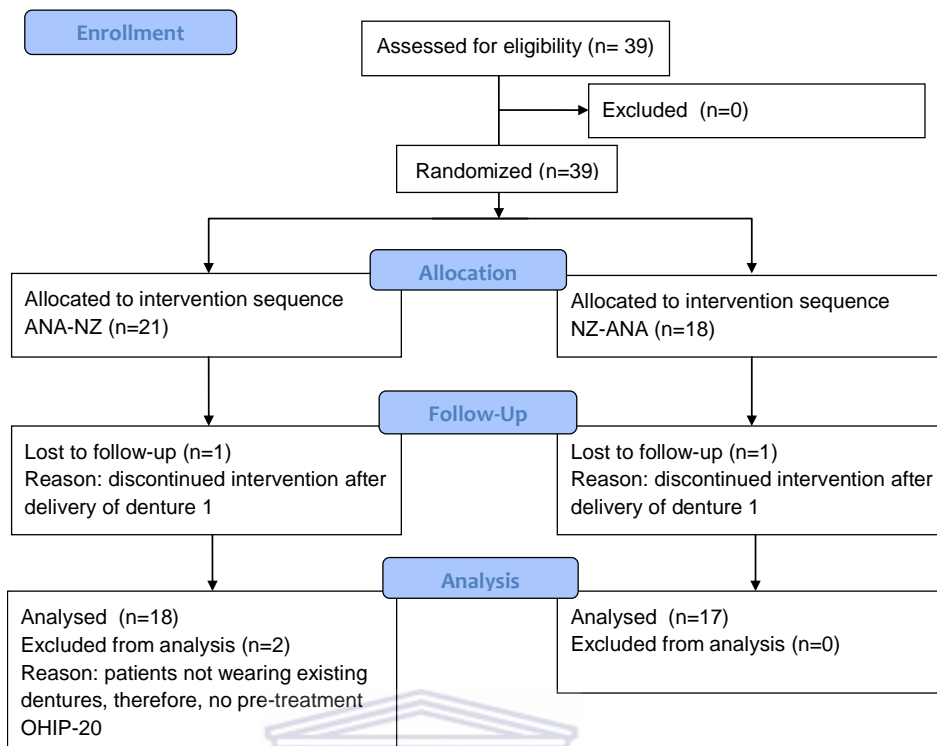 Enrollment
Assessed for eligibility (n= 39)
Excluded (n=0)
Randomized (n=39)
Allocation
Allocated to intervention sequence
ANA-NZ (n=21)
Allocated to intervention sequence
NZ-ANA (n=18)
Follow-Up
Lost to follow-up (n=1)
Reason: discontinued intervention after
delivery of denture 1
Lost to follow-up (n=1)
Reason: discontinued intervention after
delivery of denture 1
Analysis
Analysed (n=18)
Excluded from analysis (n=2)
Reason: patients not wearing existing
dentures, therefore, no pre-treatment
OHIP-20
Analysed (n=17)
Excluded from analysis (n=0)